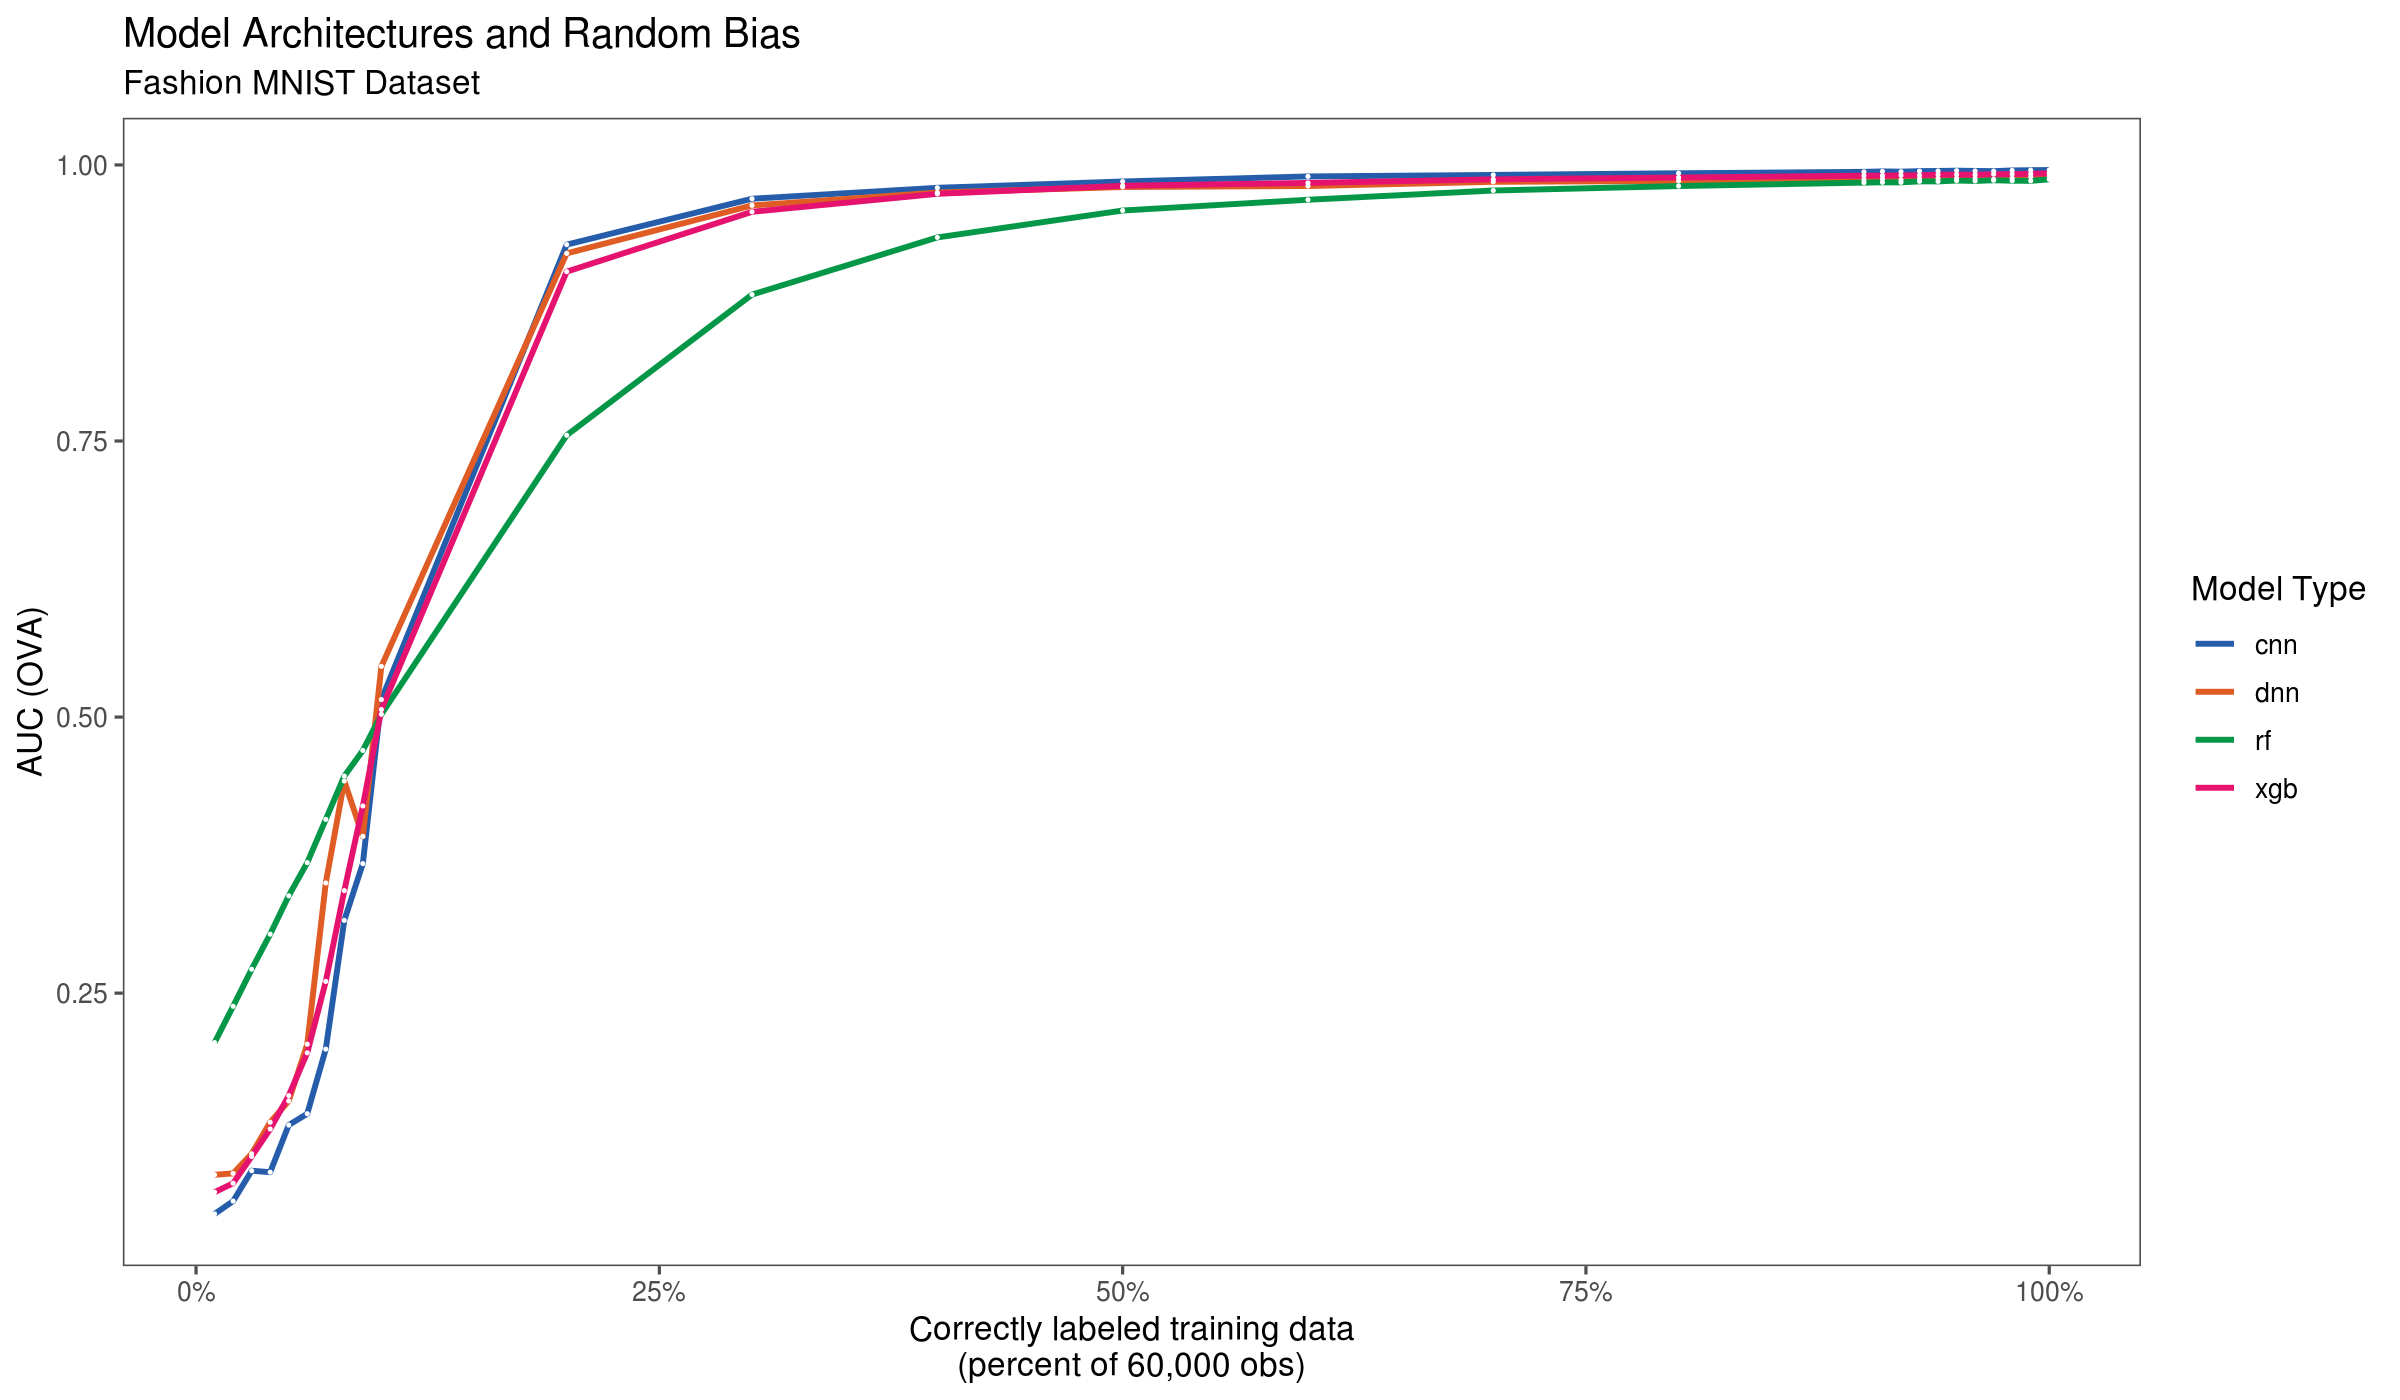 Model Architectures and Random Bias
Fashion MNIST Dataset
1.00
0.75
0.50
0.25
AUC (OVA)
0%
25%
50%
75%
100%
Correctly labeled training data
(percent of 60,000 obs)
Model Type
cnn
dnn
rf
xgb